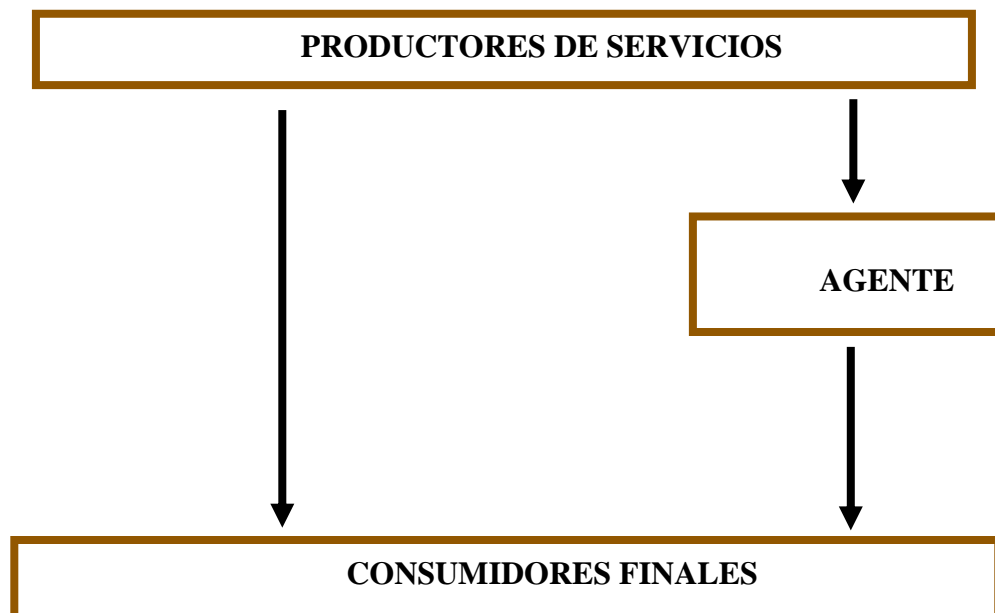 PRODUCTORES DE SERVICIOS
AGENTE
CONSUMIDORES FINALES